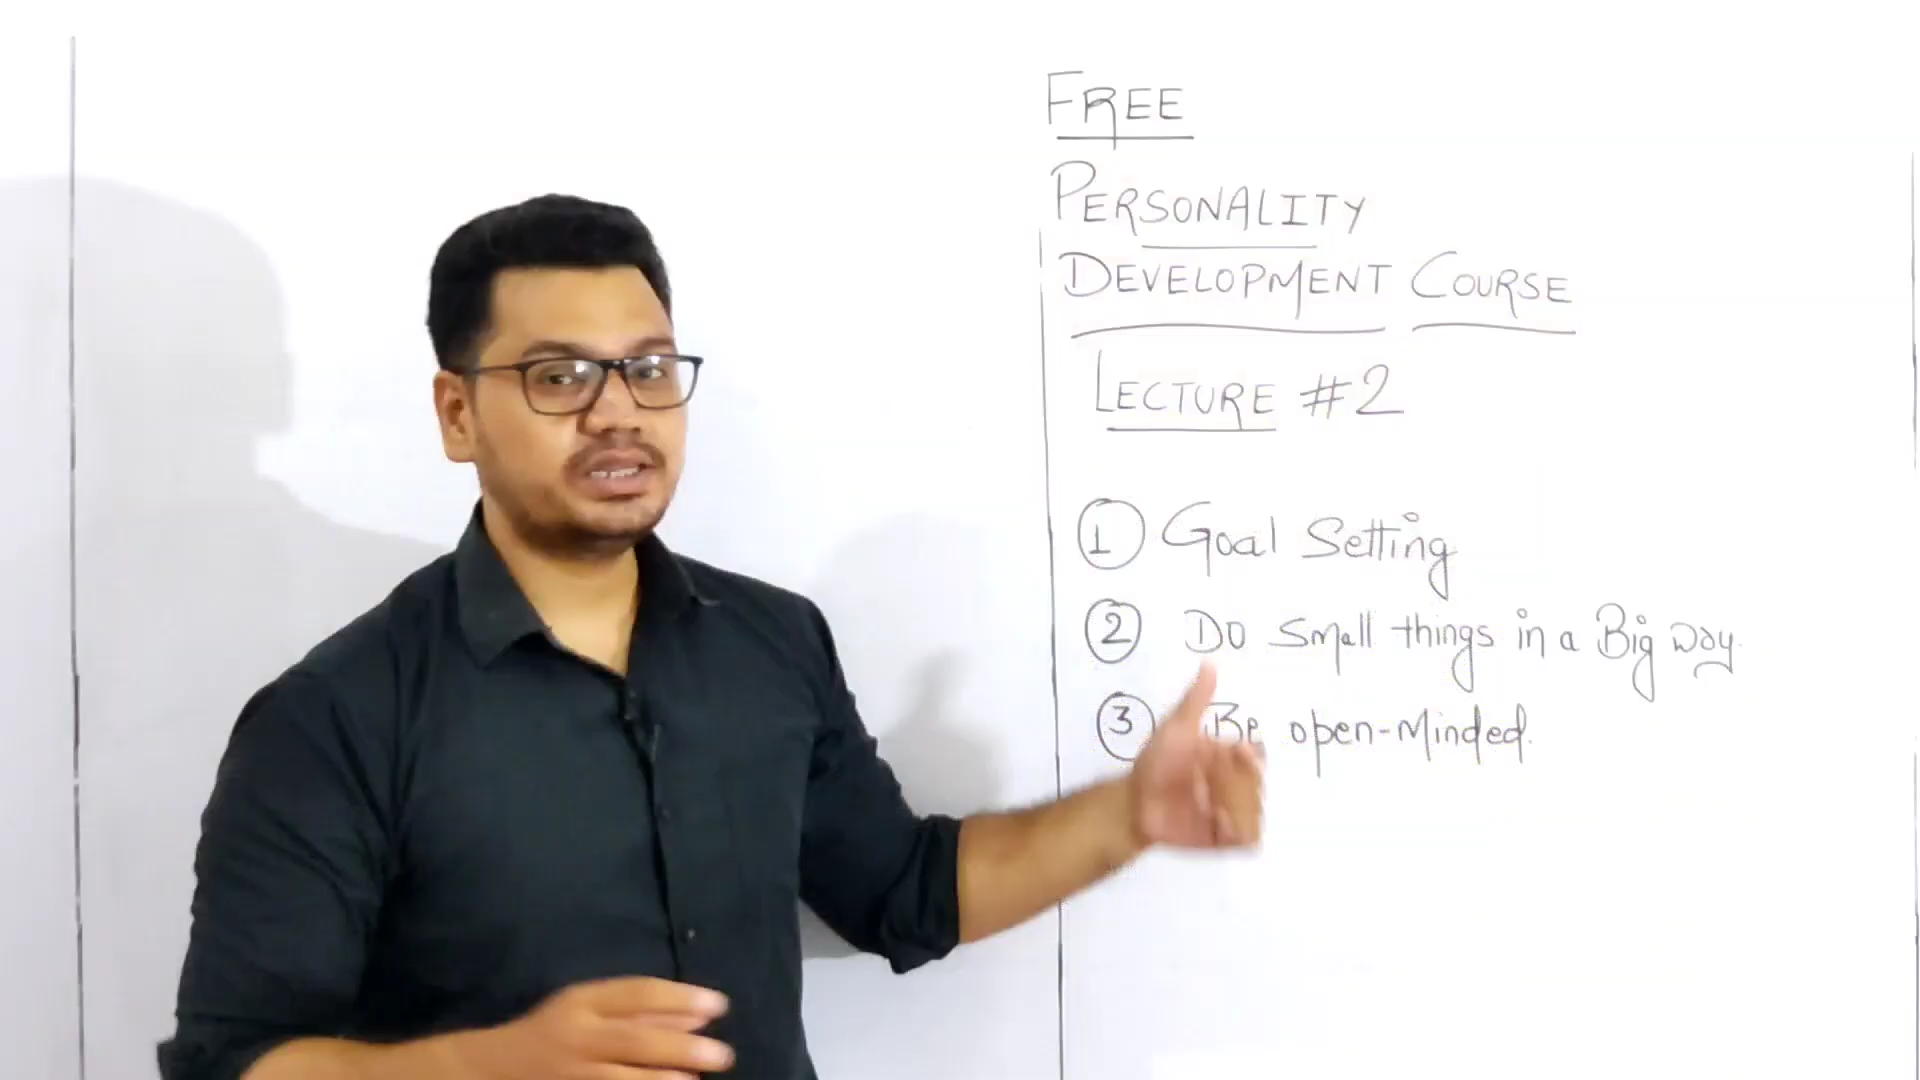 FREE
PERSONALITY
DEVELOPMENT COURSE
LECTURE #2
1 Goal Setting
2 Do Small things in a Big way.
3 Be open-Minded.